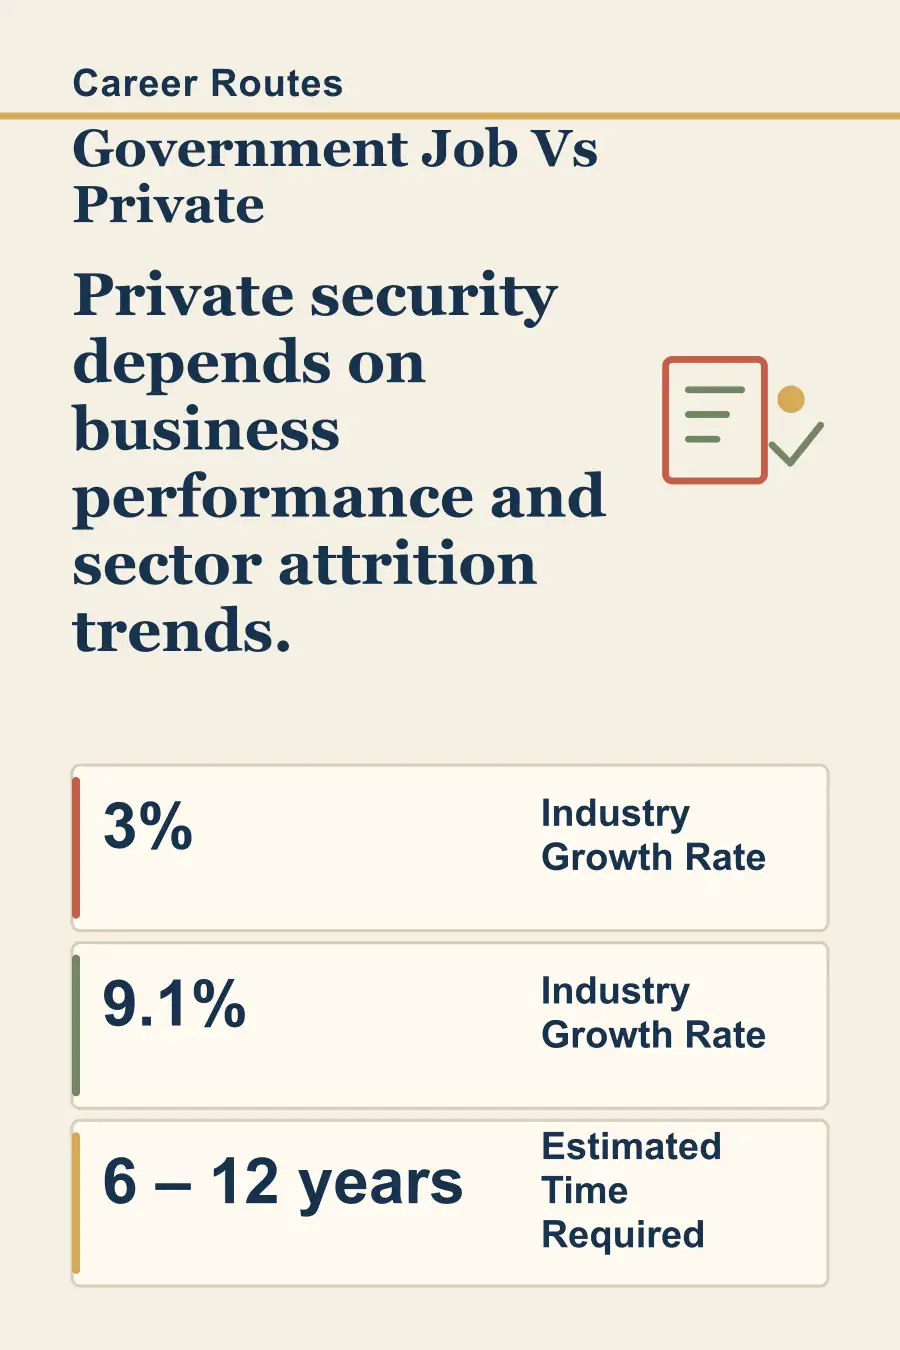 Career Routes
Government Job Vs
Private
Private security
depends on
business
performance and
sector attrition
trends.
3%
Industry
Growth Rate
9.1%
Industry
Growth Rate
6 – 12 years
Estimated
Time
Required